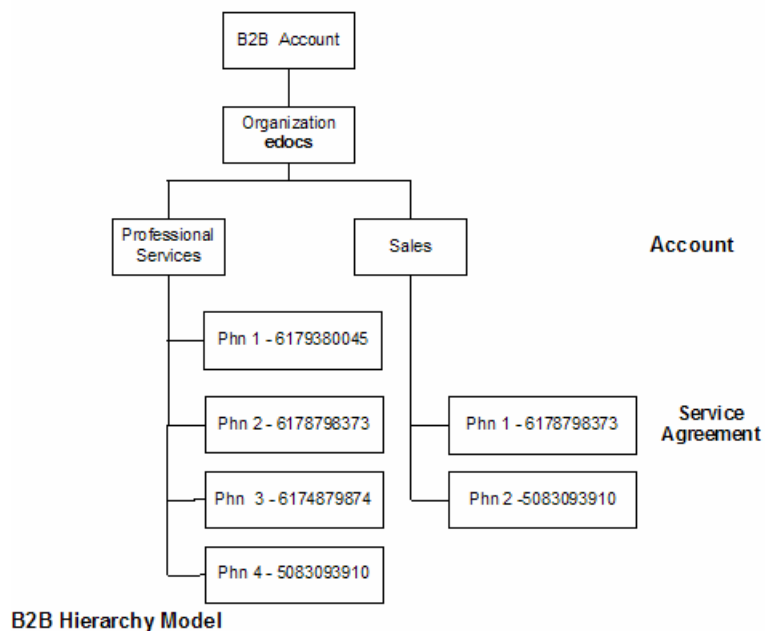 B2B Account
Organization
edocs
Professional
Services
Sales
Account
Phn 1 - 6179380045
Phn 2 - 6178798373
Phn 1 - 6178798373
Service
Agreement
Phn 3 - 6174879874
Phn 2 -5083093910
Phn 4 - 5083093910
B2B Hierarchy Model